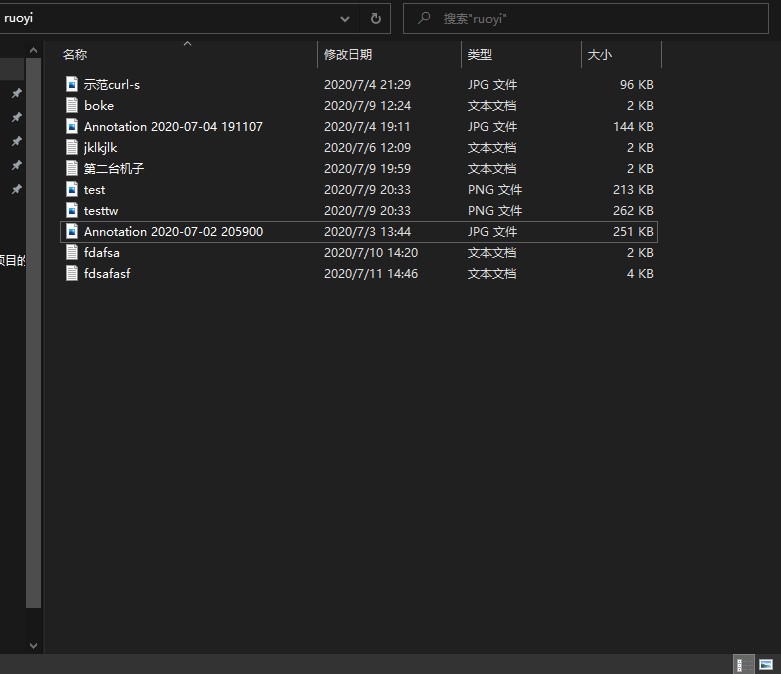 ruoyi 搜索"ruoyi"
名称 修改日期 类型 大小
示范curl-s 2020/7/4 21:29 JPG 文件 96 KB
boke 2020/7/9 12:24 文本文档 2 KB
Annotation 2020-07-04 191107 2020/7/4 19:11 JPG 文件 144 KB
jklkjlk 2020/7/6 12:09 文本文档 2 KB
第二台机子 2020/7/9 19:59 文本文档 2 KB
test 2020/7/9 20:33 PNG 文件 213 KB
testtw 2020/7/9 20:33 PNG 文件 262 KB
Annotation 2020-07-02 205900 2020/7/3 13:44 JPG 文件 251 KB
fdafsa 2020/7/10 14:20 文本文档 2 KB
项目的
fdsafasf 2020/7/11 14:46 文本文档 4 KB